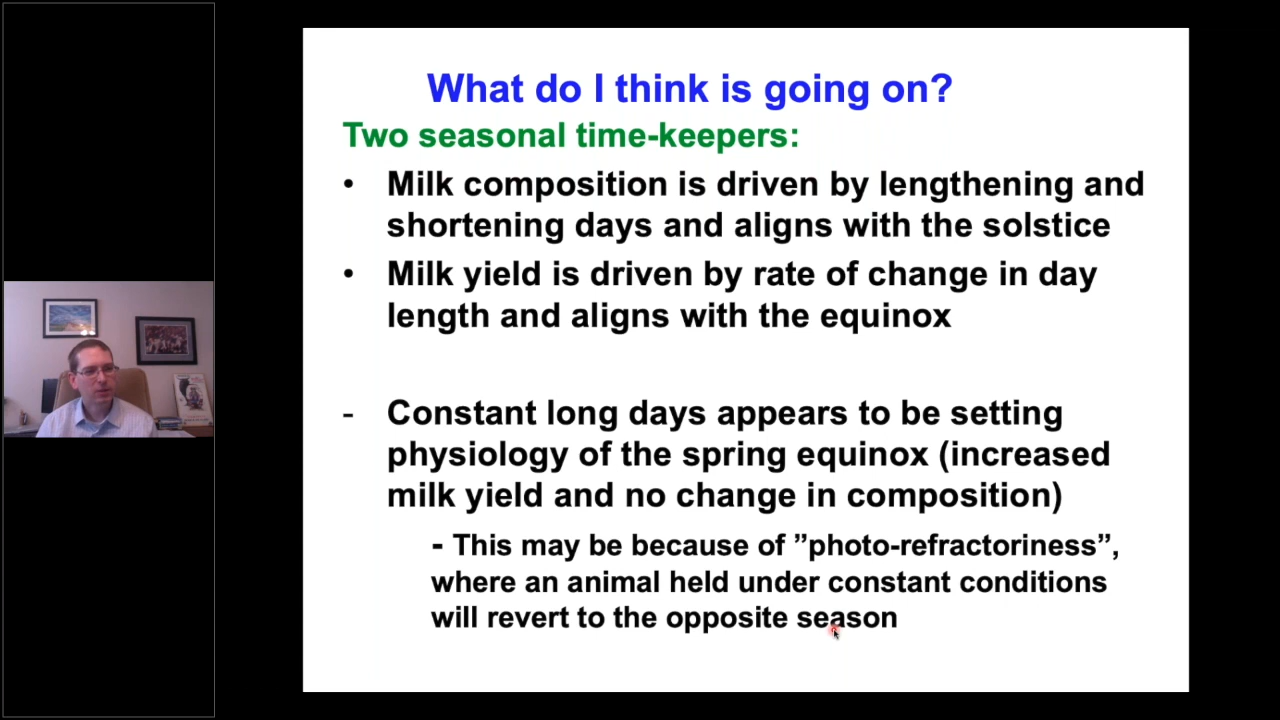 What do I think is going on?
Two seasonal time-keepers:
• Milk composition is driven by lengthening and
shortening days and aligns with the solstice
• Milk yield is driven by rate of change in day
length and aligns with the equinox
- Constant long days appears to be setting
physiology of the spring equinox (increased
milk yield and no change in composition)
- This may be because of ”photo-refractoriness”,
where an animal held under constant conditions
will revert to the opposite season